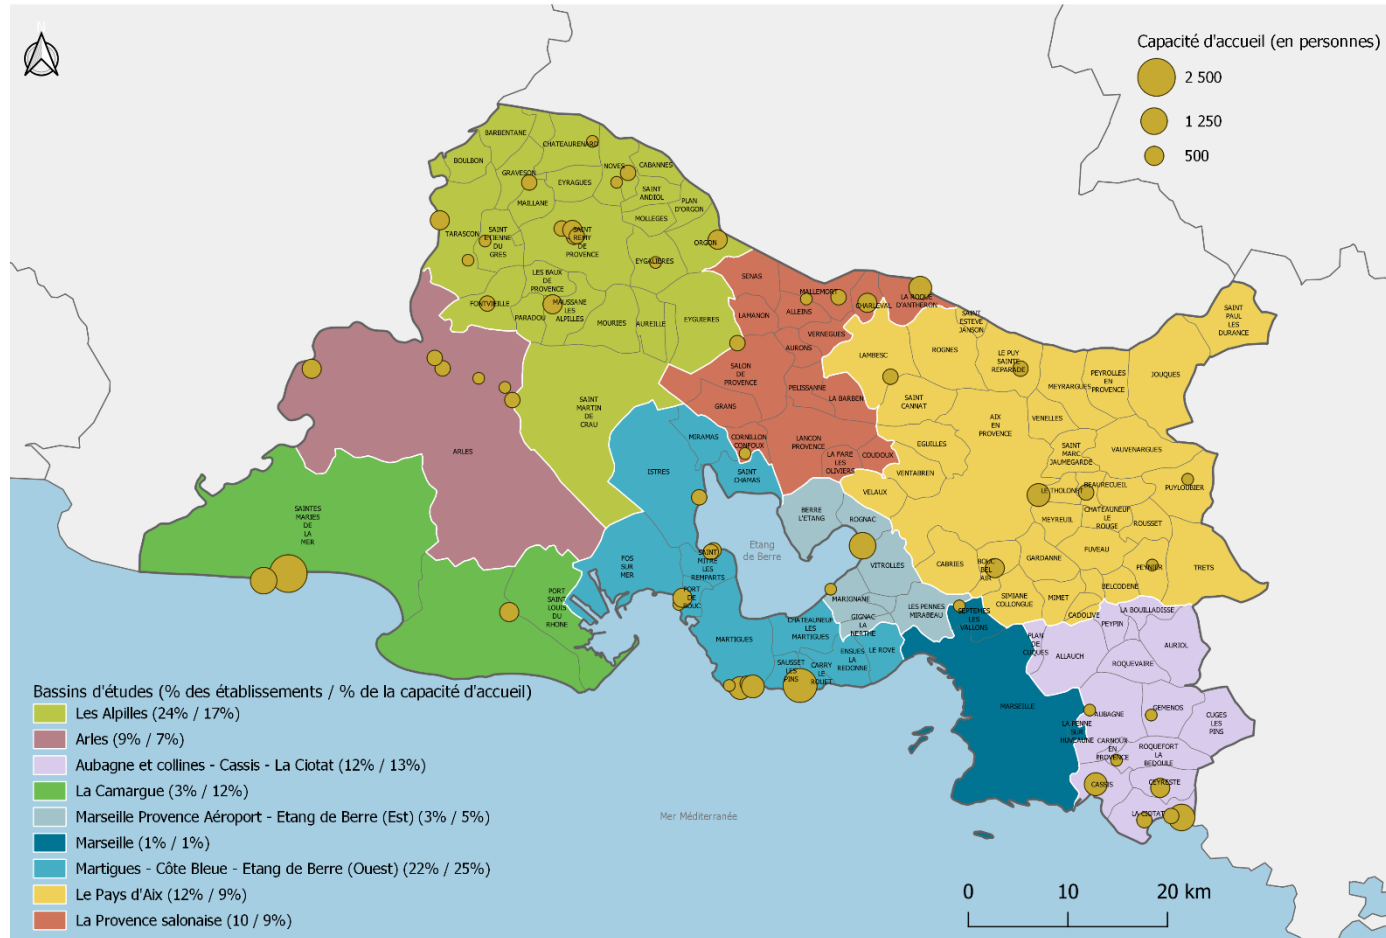 N
Capacité d'accueil (en personnes)
2 500
1 250
500
BARBENTANE
CHATEAURENARD
BOULBON
NOVES
CABANNES
GRAVESON
EYRAGUES
SAINT
ANDIOL
MAILLANE
PLAN
D'ORGON
MOLLEGES
TARASCON
SAINT
ETIENNE
DU
GRES
SAINT
REMY
DE
PROVENCE
ORGON
EYGALIERES
LES BAUX
DE
PROVENCE
FONTVIEILLE
PARADOU
MAUSSANE
LES
ALPILLES
MOURIES
AUREILLE
EYGUIERES
SENAS
MALLEMORT
ALLEINS
CHARLEVAL
LA ROQUE
D'ANTHERON
LAMANON
VERNEGUES
AURONS
SAINT
ESTEVE
JANSON
SAINT
PAUL
LES
DURANCE
LAMBESC
ROGNES
LE PUY
SAINTE
REPARADE
PEYROLLES
EN
PROVENCE
JOUQUES
MEYRARGUES
SALON
DE
PROVENCE
PELISSANNE
LA BARBEN
SAINT
CANNAT
GRANS
AIX
EN
PROVENCE
VENELLES
SAINT
MARTIN
DE
CRAU
MIRAMAS
CORNILLON
CONFOUX
LANCON
PROVENCE
EGUILLES
SAINT
MARC
JAUMEGARDE
VAUVENARGUES
ARLES
LA FARE
LES
OLIVIERS
COUDOUX
VENTABREN
ISTRES
SAINT
CHAMAS
VELAUX
LE THOLONET
BEAURECUEIL
PUYLOUBIER
SAINTES
MARIES
DE
LA
MER
BERRE
L'ETANG
ROGNAC
MEYREUIL
CHATEAUNEUF
LE
ROUGE
ROUSSET
Etang
de Berre
FOS
SUR
MER
SAINT
MITRE
LES
REMPARTS
VITROLLES
CABRIES
BOUC
BEL
AIR
GARDANNE
FUVEAU
PEYNIER
TRETS
BELCODENE
PORT
SAINT
LOUIS
DU
RHONE
PORT
DE
BOUC
MARIGNANE
LES PENNES
MIRABEAU
SEPTEMES
LES
VALLONS
SIMIANE
COLLONGUE
MIMET
CADOLIVE
LA BOUILLADISSE
PEYPIN
GIGNAC
LA
NERTHE
CHATEAUNEUF
LES
MARTIGUES
MARTIGUES
ENSUES
LA
REDONNE
LE ROVE
PLAN
DE
CUQUES
ALLAUCH
AURIOL
ROQUEVAIRE
SAUSSET
LES
PINS
CARRY
LE
ROUET
MARSEILLE
LA PENNE
SUR
HUVEAUNE
AUBAGNE
GEMENOS
CUGES
LES
PINS
CARNOUX
EN
PROVENCE
ROQUEFORT
LA
BEDOULE
CASSIS
CEYRESTE
LA CIOTAT
Mer Méditerranée
Bassins d'études (% des établissements / % de la capacité d'accueil)
Les Alpilles (24% / 17%)
Arles (9% / 7%)
Aubagne et collines - Cassis - La Ciotat (12% / 13%)
La Camargue (3% / 12%)
Marseille Provence Aéroport - Etang de Berre (Est) (3% / 5%)
Marseille (1% / 1%)
Martigues - Côte Bleue - Etang de Berre (Ouest) (22% / 25%)
Le Pays d'Aix (12% / 9%)
La Provence salonaise (10 / 9%)
0 10 20 km